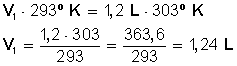 V₁ · 293º K = 1,2 L · 303º K
V₁ = 1,2 · 303 / 293 = 363,6 / 293 = 1,24 L